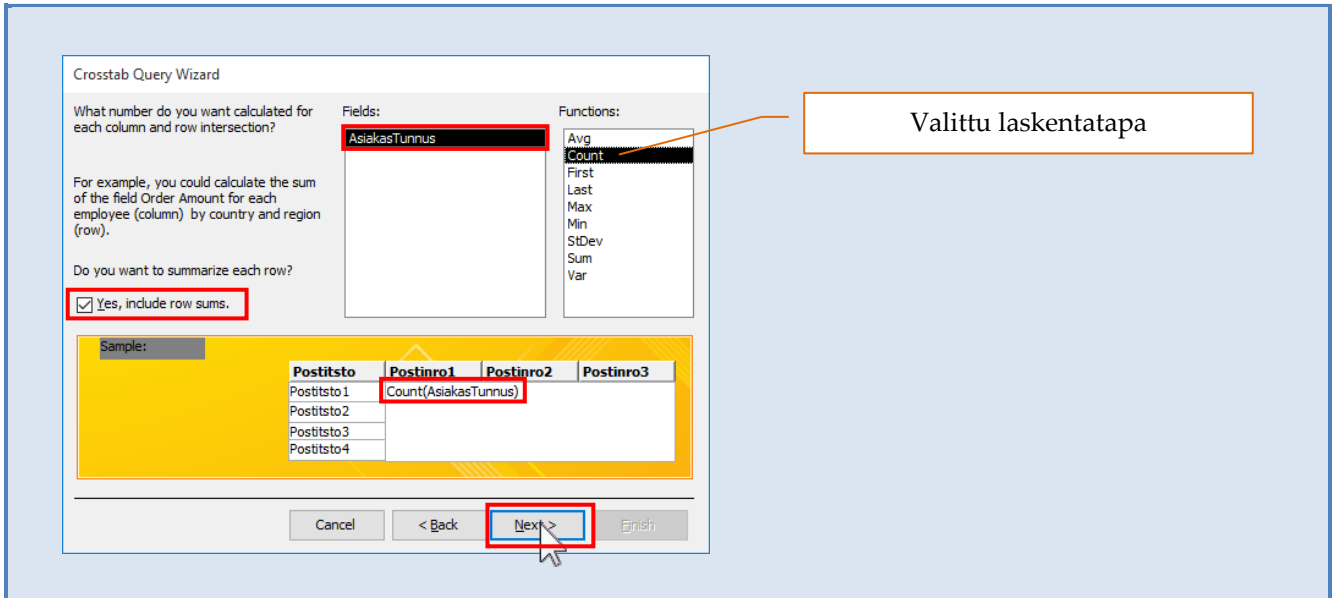 Crosstab Query Wizard
What number do you want calculated for
each column and row intersection?
For example, you could calculate the sum
of the field Order Amount for each
employee (column) by country and region
(row).
Do you want to summarize each row?
Yes, include row sums.
Fields:
AsiakasTunnus
Functions:
Avg
Count
First
Last
Max
Min
StDev
Sum
Var
Valittu laskentatapa
Sample:
Postitsto Postinro1 Postinro2 Postinro3
Postitsto1 Count(AsiakasTunnus)
Postitsto2
Postitsto3
Postitsto4
Cancel < Back Next > Finish